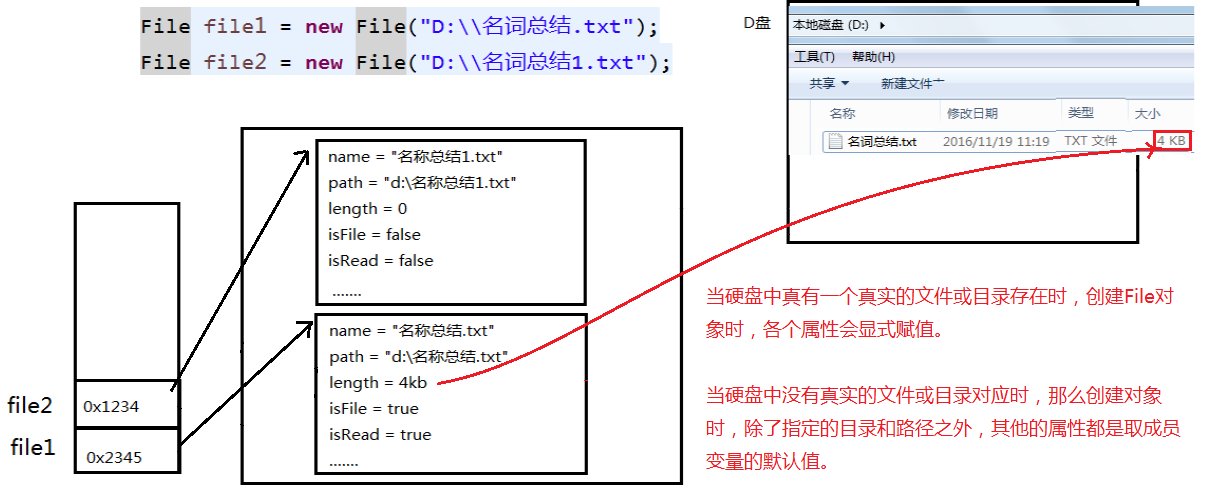 File file1 = new File("D:\\名词总结.txt");
File file2 = new File("D:\\名词总结1.txt");
D盘
本地磁盘 (D:)
工具(T) 帮助(H)
共享 新建文件
名称 修改日期 类型 大小
名词总结.txt 2016/11/19 11:19 TXT 文件 4 KB
name = "名称总结1.txt"
path = "d:\名称总结1.txt"
length = 0
isFile = false
isRead = false
.......
name = "名称总结.txt"
path = "d:\名称总结.txt"
length = 4kb
isFile = true
isRead = true
.......
file2 0x1234
file1 0x2345
当硬盘中真有一个真实的文件或目录存在时，创建File对
象时，各个属性会显式赋值。
当硬盘中没有真实的文件或目录对应时，那么创建对象
时，除了指定的目录和路径之外，其他的属性都是取成员
变量的默认值。